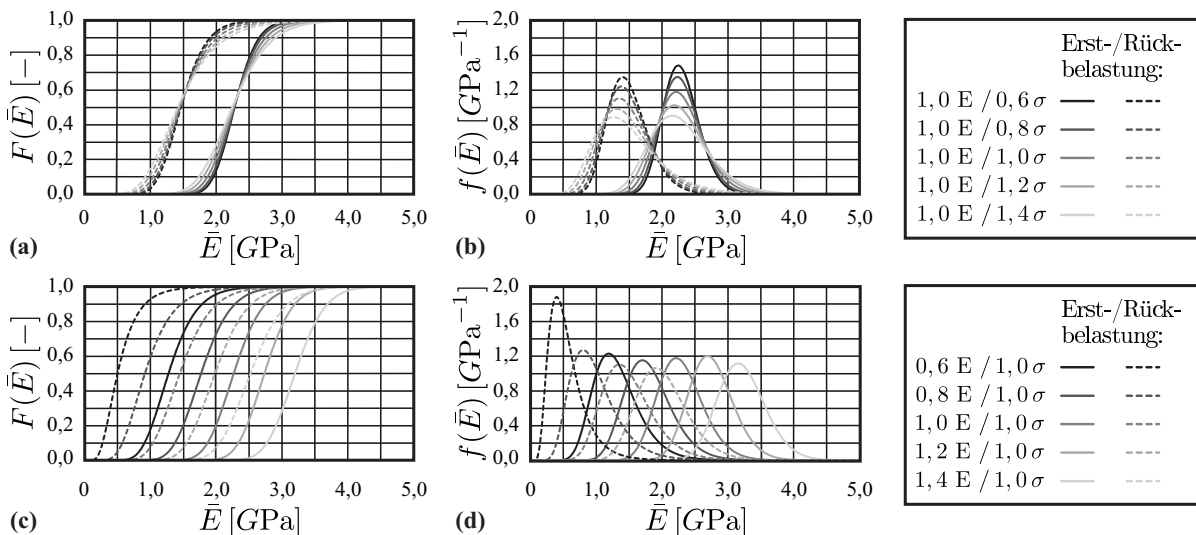 1,0
0,8
0,6
0,4
0,2
0,0
F(Ē) [—]
0 1,0 2,0 3,0 4,0 5,0
(a) Ē [GPa]
2,0
1,6
1,2
0,8
0,4
0,0
f(Ē) [GPa⁻¹]
0 1,0 2,0 3,0 4,0 5,0
(b) Ē [GPa]
Erst-/Rück-
belastung:
1,0 E / 0,6 σ
1,0 E / 0,8 σ
1,0 E / 1,0 σ
1,0 E / 1,2 σ
1,0 E / 1,4 σ
1,0
0,8
0,6
0,4
0,2
0,0
F(Ē) [—]
0 1,0 2,0 3,0 4,0 5,0
(c) Ē [GPa]
2,0
1,6
1,2
0,8
0,4
0,0
f(Ē) [GPa⁻¹]
0 1,0 2,0 3,0 4,0 5,0
(d) Ē [GPa]
Erst-/Rück-
belastung:
0,6 E / 1,0 σ
0,8 E / 1,0 σ
1,0 E / 1,0 σ
1,2 E / 1,0 σ
1,4 E / 1,0 σ